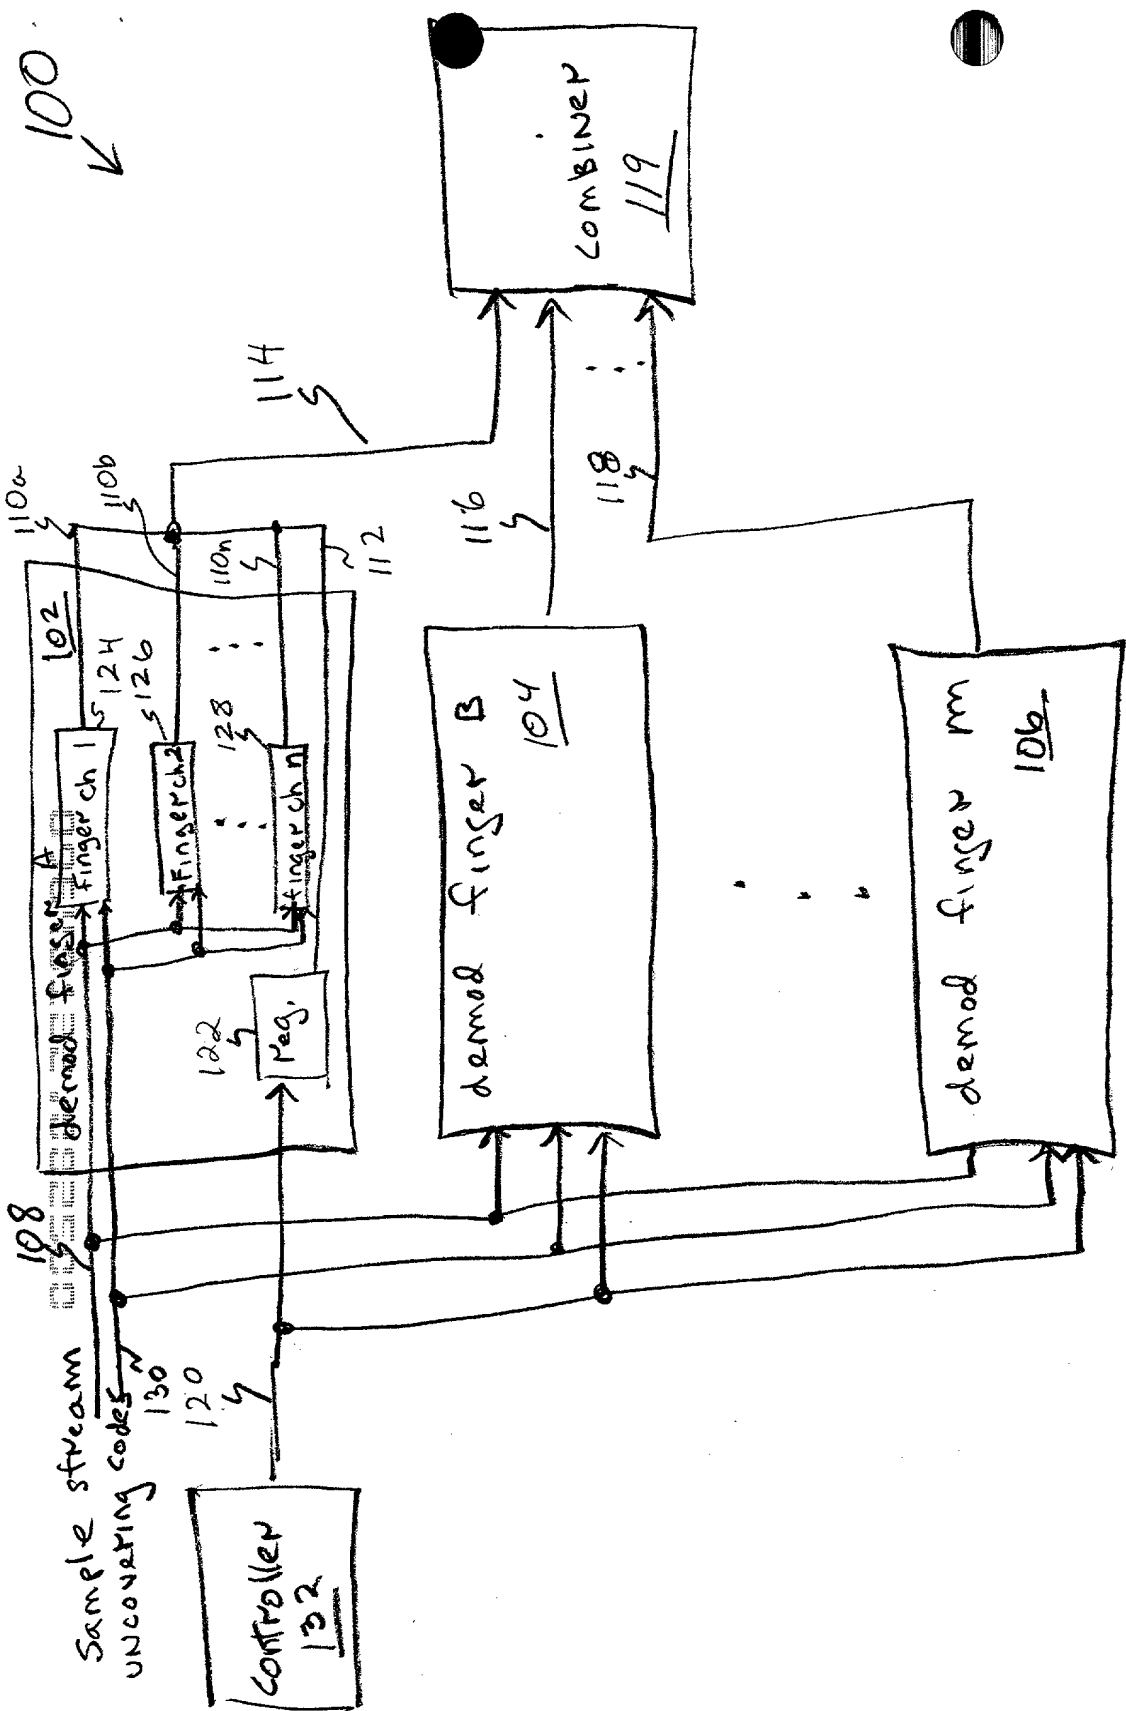 100
combiner
119
114
116
118
110a
110b
110n
112
102
demod finger A
Finger ch 1
124
126
Finger ch 2
128
finger ch n
122
reg.
demod finger B
104
demod finger m
106
108
Sample stream
uncovering codes
130
120
Controller
132